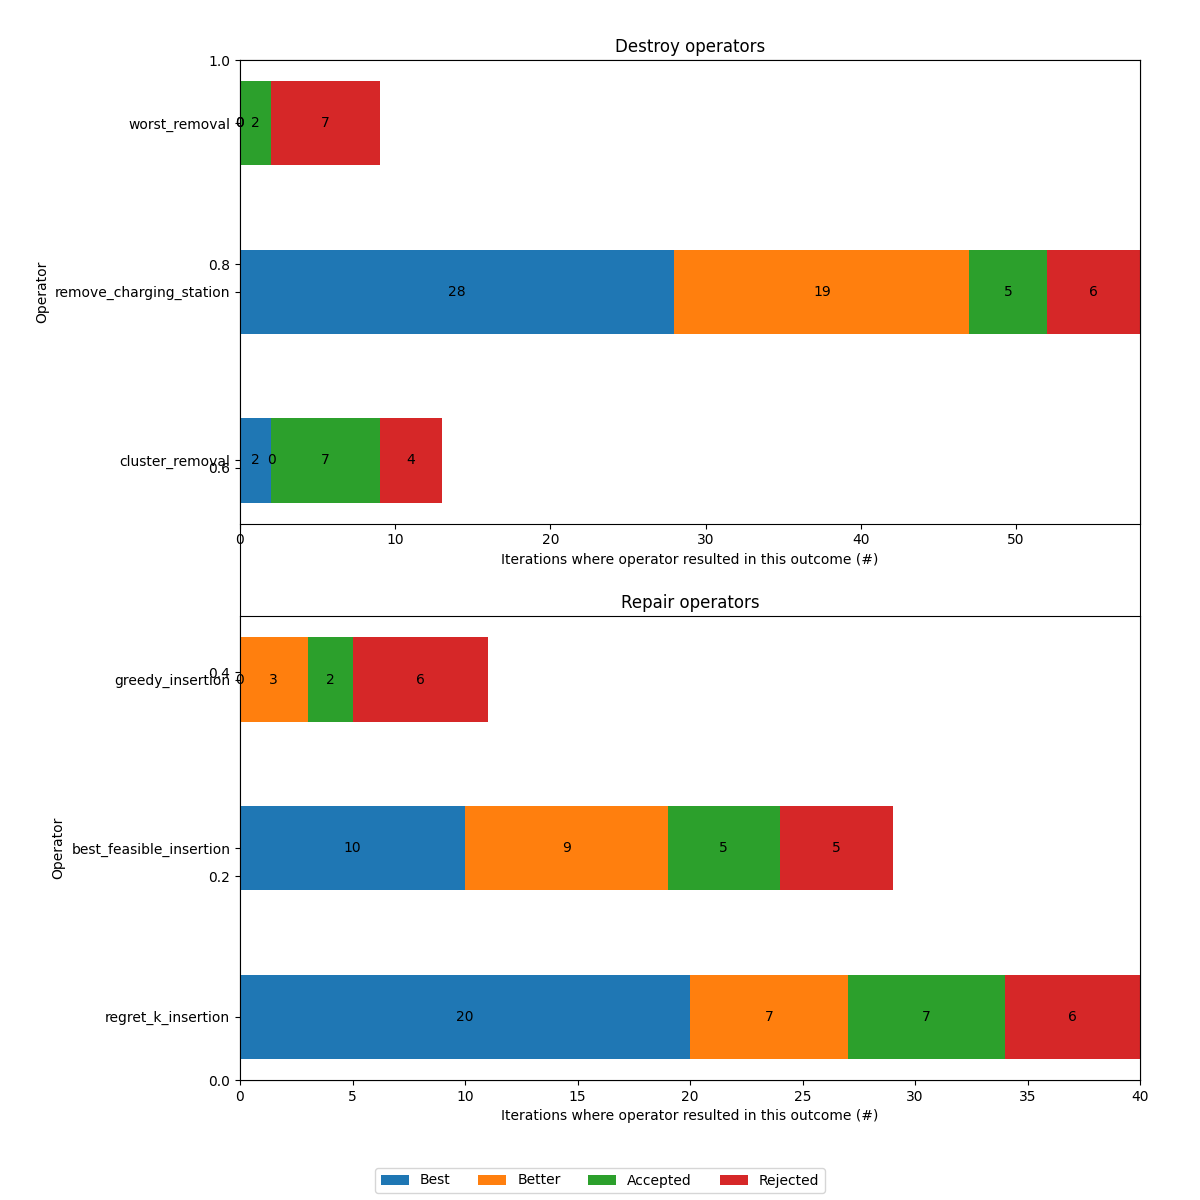 Destroy operators
1.0
worst_removal 0 2 7
0.8
Operator
remove_charging_station 28 19 5 6
cluster_removal 2 0 7 4
0.6
0 10 20 30 40 50
Iterations where operator resulted in this outcome (#)
Repair operators
0.4
greedy_insertion 0 3 2 6
Operator
best_feasible_insertion 10 9 5 5
0.2
regret_k_insertion 20 7 7 6
0.0
0 5 10 15 20 25 30 35 40
Iterations where operator resulted in this outcome (#)
Best Better Accepted Rejected